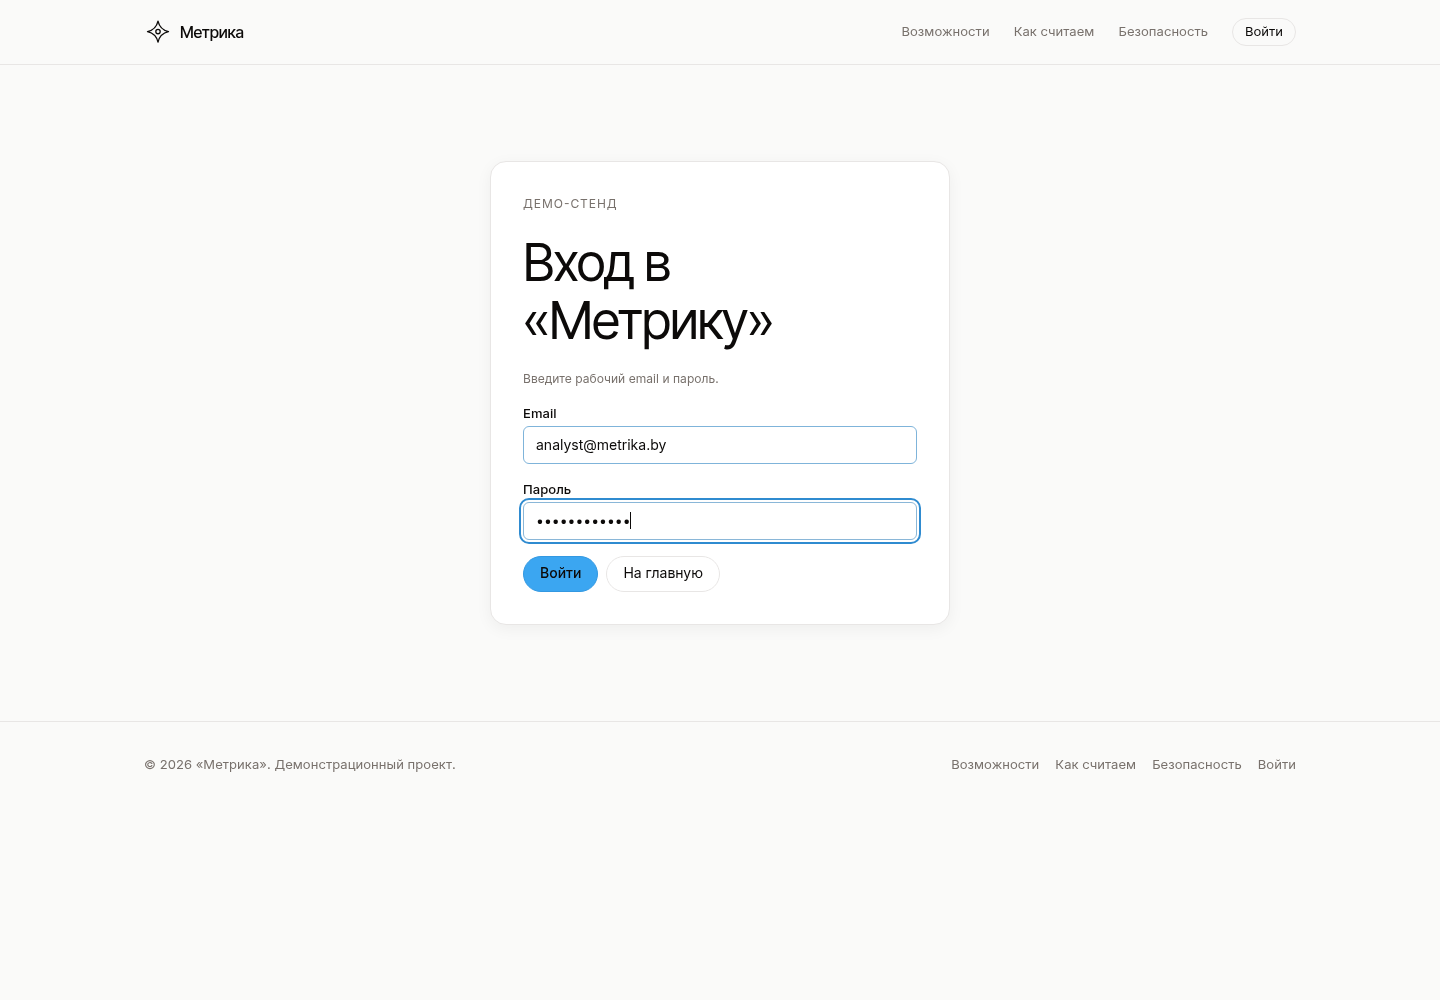 Метрика
Возможности Как считаем Безопасность Войти
ДЕМО-СТЕНД
Вход в
«Метрику»
Введите рабочий email и пароль.
Email
analyst@metrika.by
Пароль
••••••••••••
Войти На главную
© 2026 «Метрика». Демонстрационный проект.
Возможности Как считаем Безопасность Войти